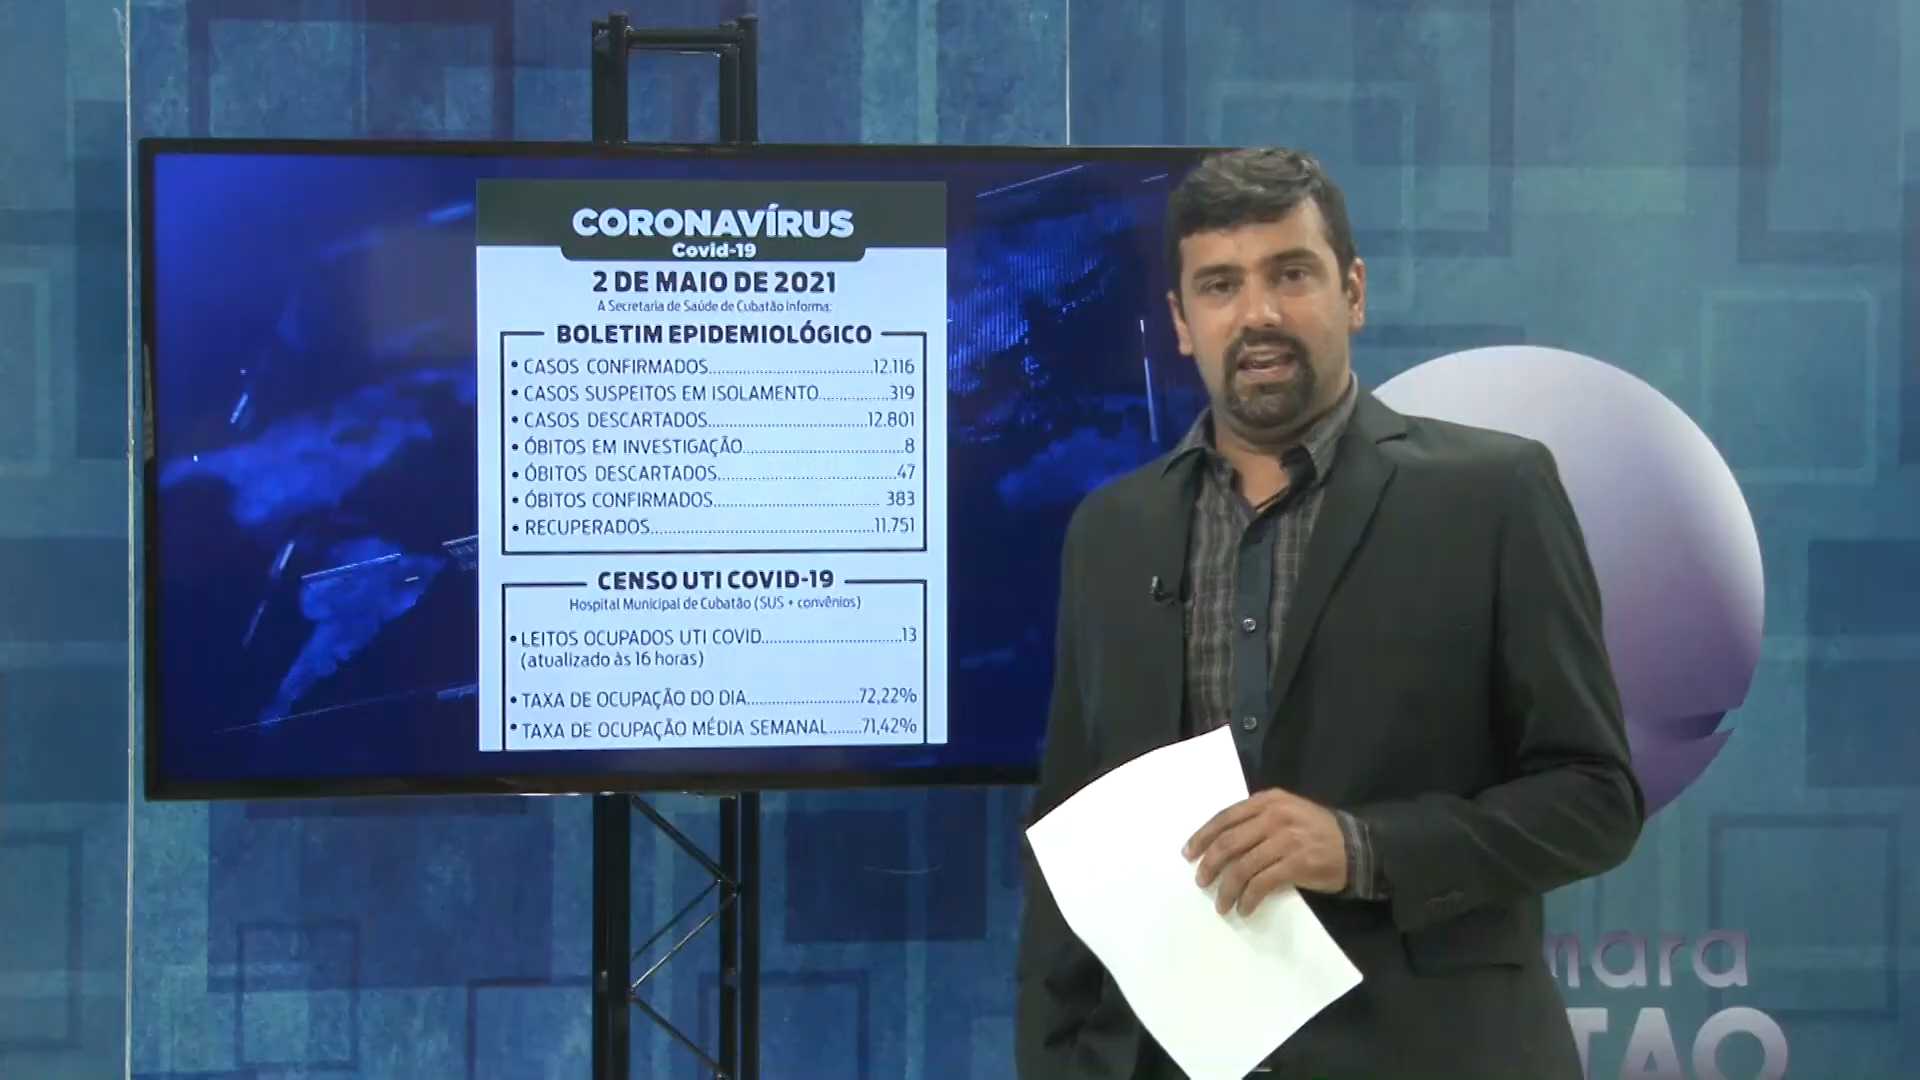 CORONAVÍRUS
Covid-19
2 DE MAIO DE 2021
A Secretaria de Saúde de Cubatão informa:
BOLETIM EPIDEMIOLÓGICO
• CASOS CONFIRMADOS..................................12.116
• CASOS SUSPEITOS EM ISOLAMENTO...............319
• CASOS DESCARTADOS.................................12.801
• ÓBITOS EM INVESTIGAÇÃO..................................8
• ÓBITOS DESCARTADOS.....................................47
• ÓBITOS CONFIRMADOS................................... 383
• RECUPERADOS..............................................11.751
CENSO UTI COVID-19
Hospital Municipal de Cubatão (SUS + convênios)
• LEITOS OCUPADOS UTI COVID.............................13
(atualizado às 16 horas)
• TAXA DE OCUPAÇÃO DO DIA.......................72,22%
• TAXA DE OCUPAÇÃO MÉDIA SEMANAL.......71,42%
mara
TÃO